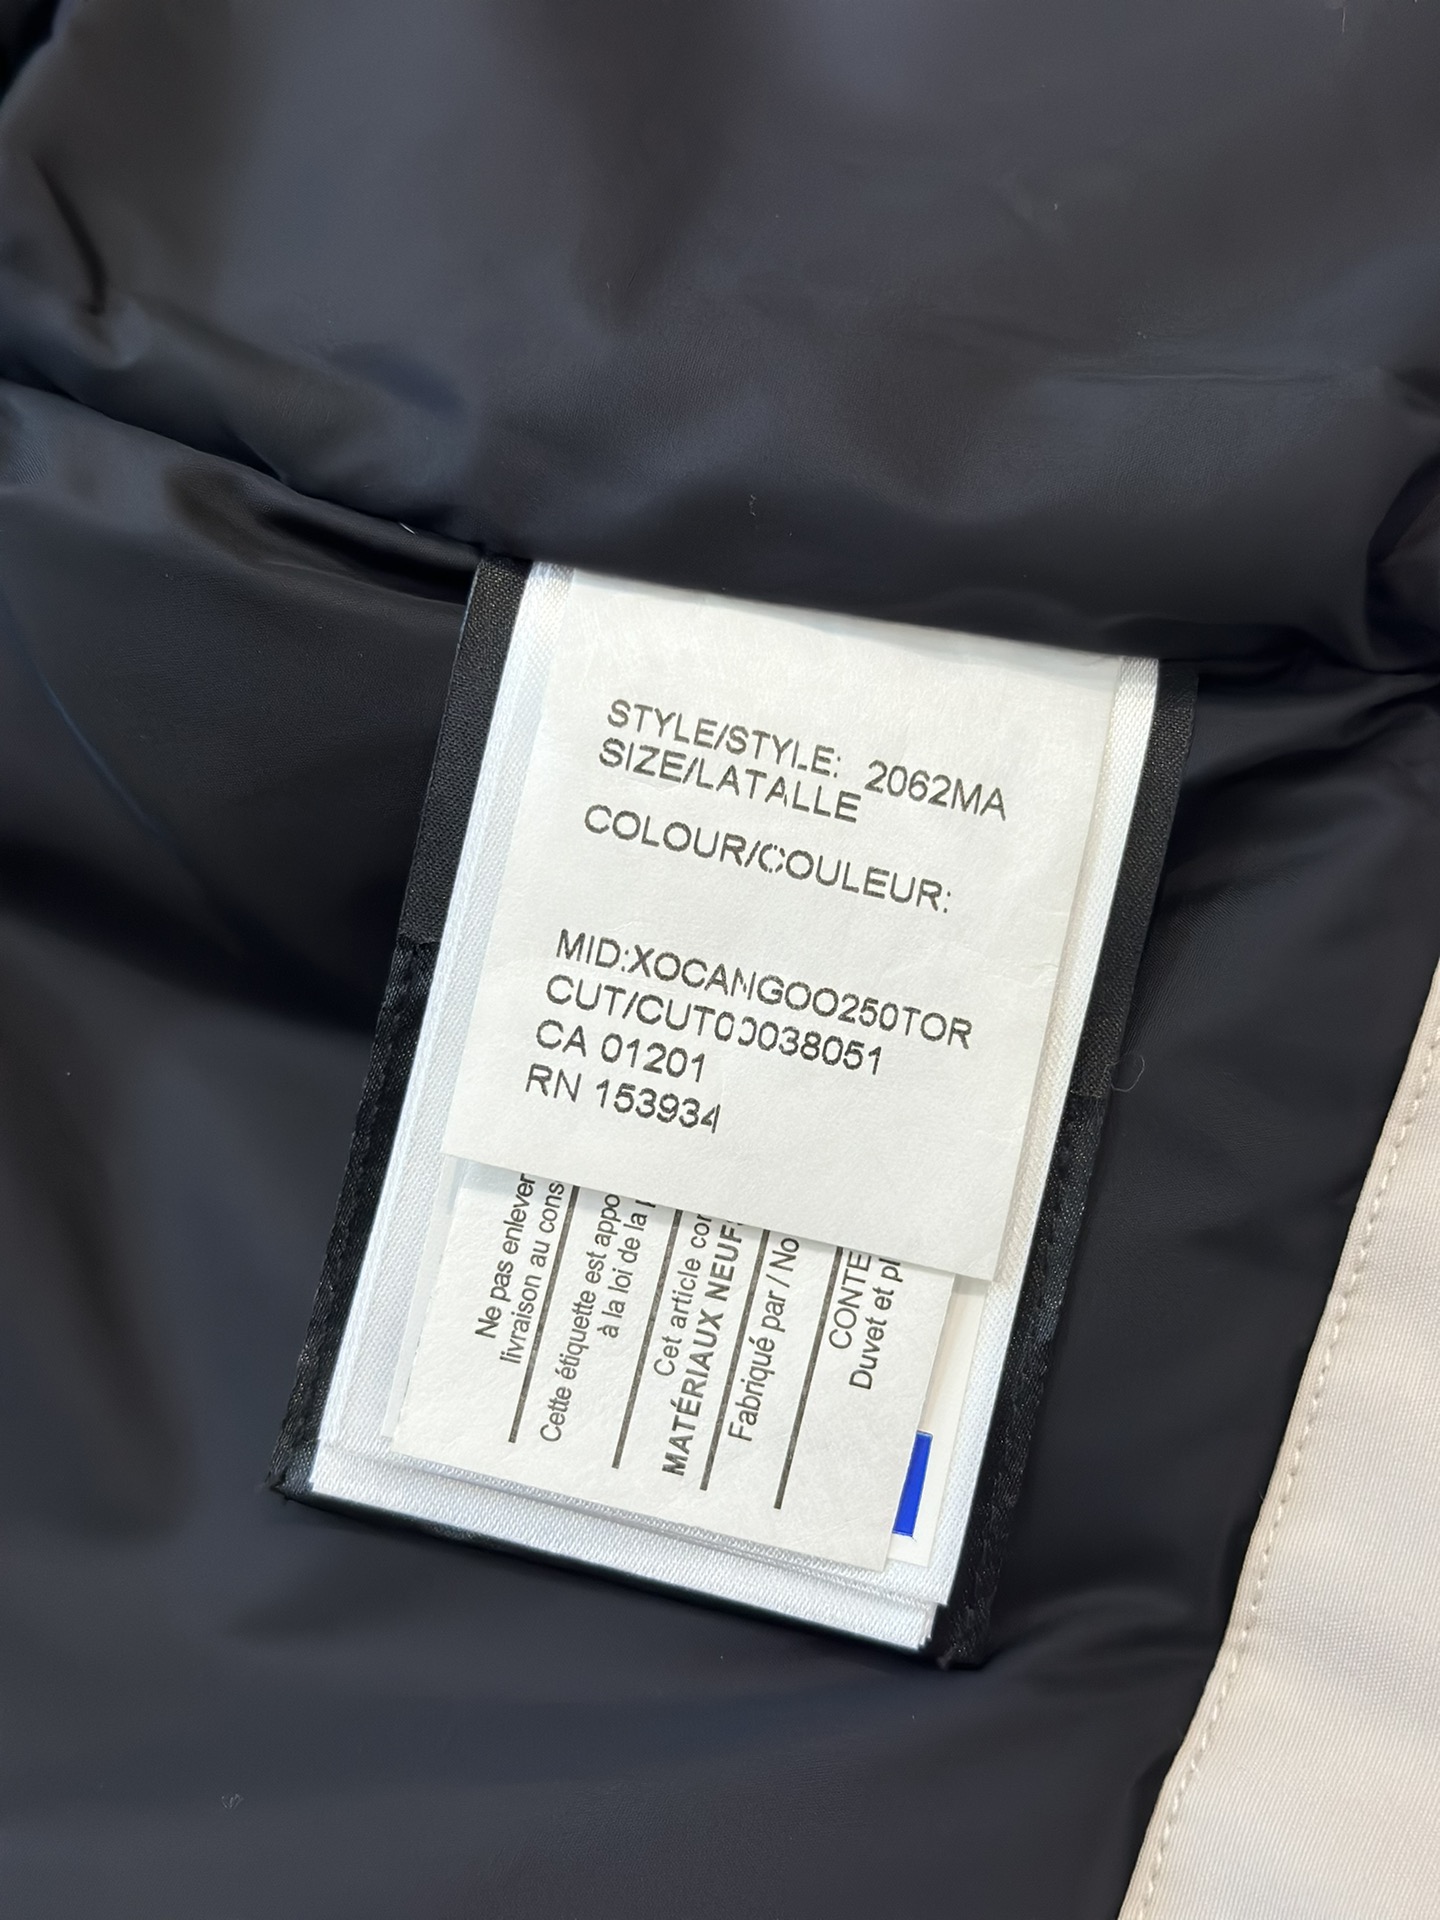 STYLE/STYLE: 2062MA
SIZE/LATALLE
COLOUR/COULEUR:
MID:XOCANGOO250TOR
CUT/CUT00038051
CA 01201
RN 153934
Ne pas enlever
livraison au cons
Cette étiquette est appo
à la loi de la
Cet article cor
MATÉRIAUX NEUF
Fabriqué par / No
CONTE
Duvet et pl